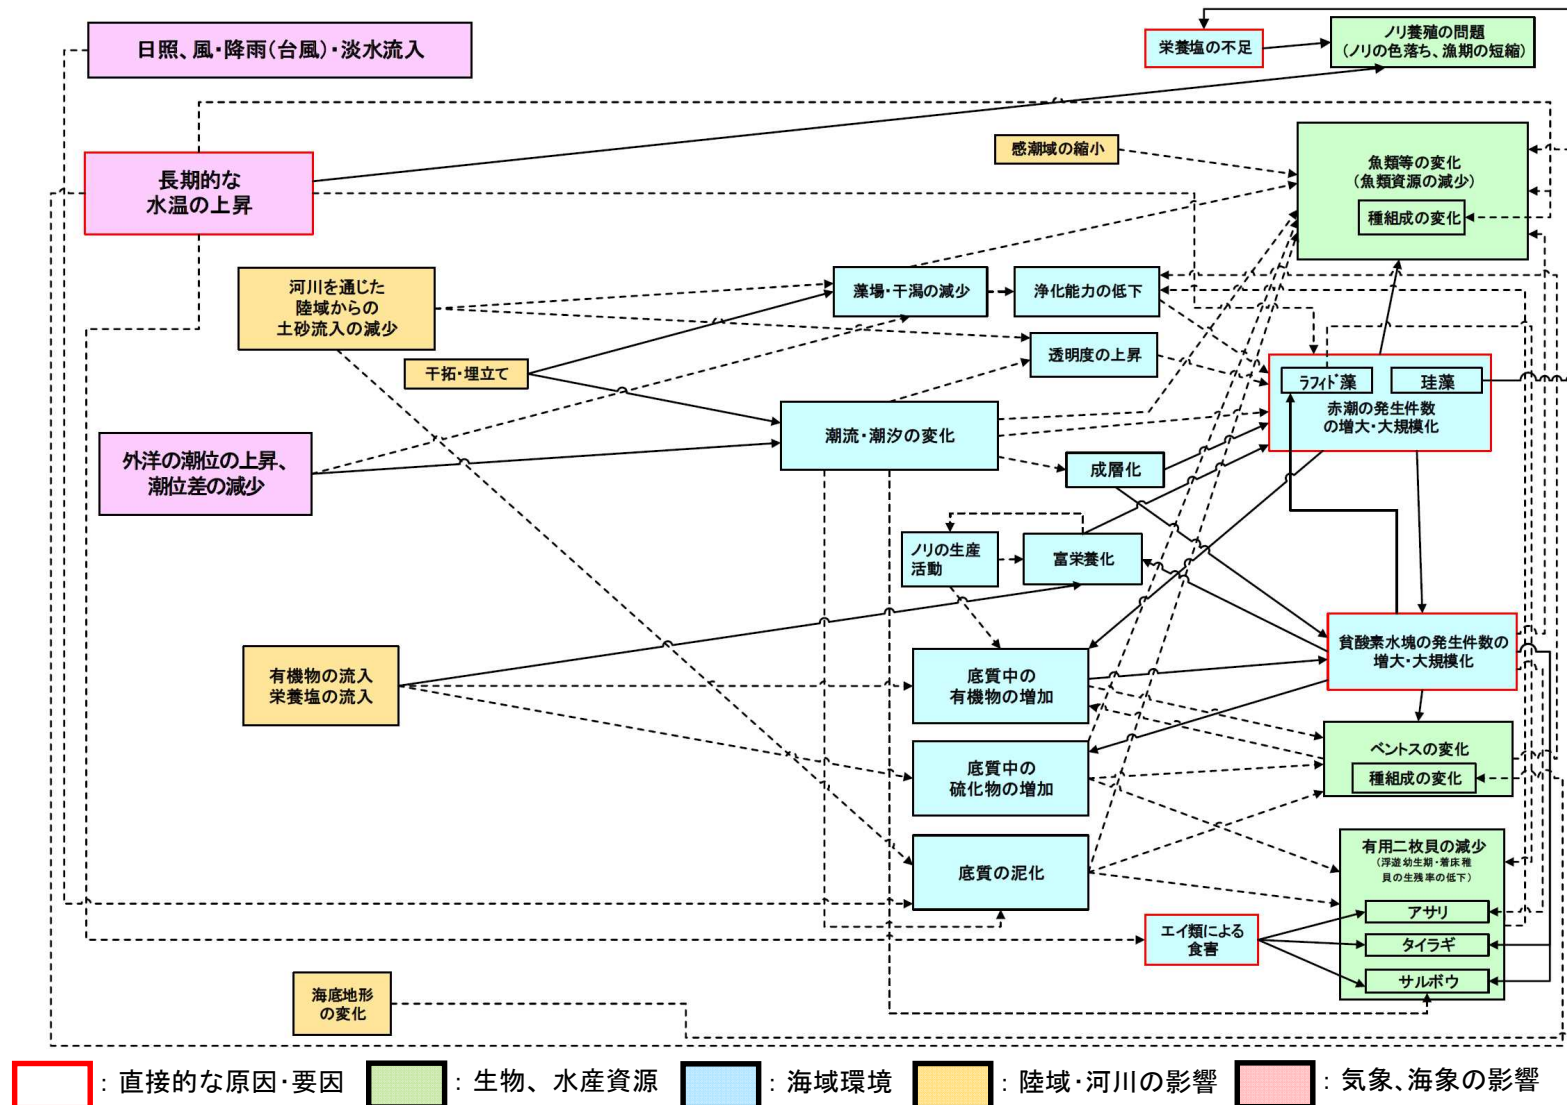 日照、風・降雨(台風)・淡水流入
栄養塩の不足
ノリ養殖の問題
(ノリの色落ち、漁期の短縮)
長期的な
水温の上昇
感潮域の縮小
魚類等の変化
(魚類資源の減少)
種組成の変化
河川を通じた
陸域からの
土砂流入の減少
藻場・干潟の減少
浄化能力の低下
透明度の上昇
干拓・埋立て
ラフィド藻
珪藻
赤潮の発生件数
の増大・大規模化
潮流・潮汐の変化
外洋の潮位の上昇、
潮位差の減少
成層化
ノリの生産
活動
富栄養化
貧酸素水塊の発生件数の
増大・大規模化
有機物の流入
栄養塩の流入
底質中の
有機物の増加
ベントスの変化
種組成の変化
底質中の
硫化物の増加
有用二枚貝の減少
(浮遊幼生期・着床稚
貝の生残率の低下)
底質の泥化
アサリ
タイラギ
サルボウ
エイ類による
食害
海底地形
の変化
：直接的な原因・要因
：生物、水産資源
：海域環境
：陸域・河川の影響
：気象、海象の影響